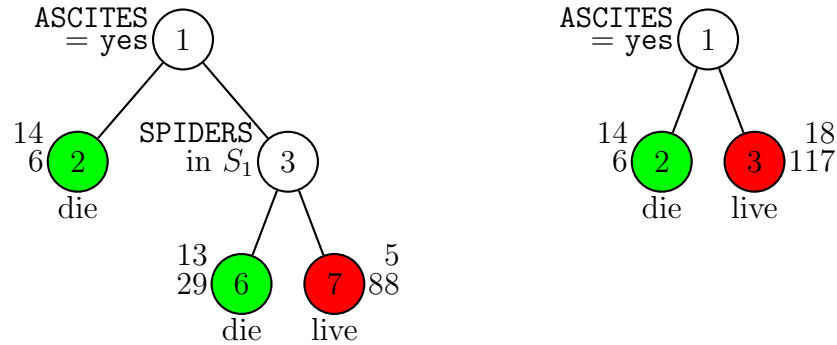 ASCITES
= yes
1
14
6
2
die
SPIDERS
in S₁
3
13
29
6
die
5
88
7
live
ASCITES
= yes
1
14
6
2
die
18
117
3
live